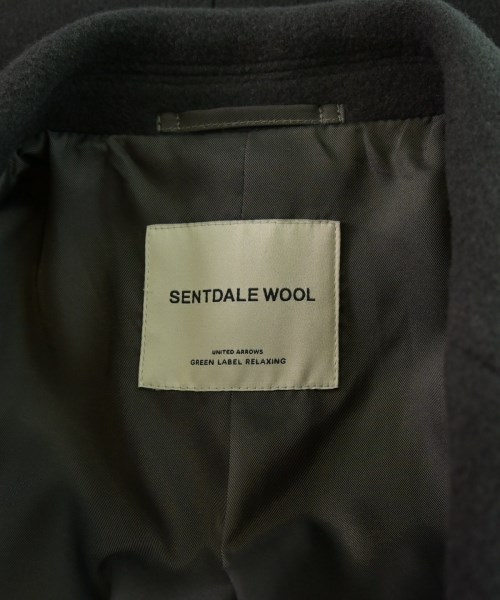 SENTDALE WOOL
UNITED ARROWS
GREEN LABEL RELAXING